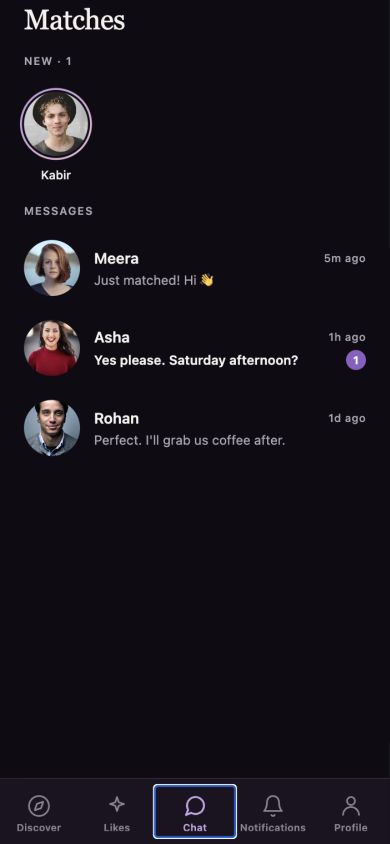 Matches
NEW · 1
Kabir
MESSAGES
Meera
5m ago
Just matched! Hi 👋
Asha
1h ago
Yes please. Saturday afternoon?
1
Rohan
1d ago
Perfect. I'll grab us coffee after.
Discover
Likes
Chat
Notifications
Profile